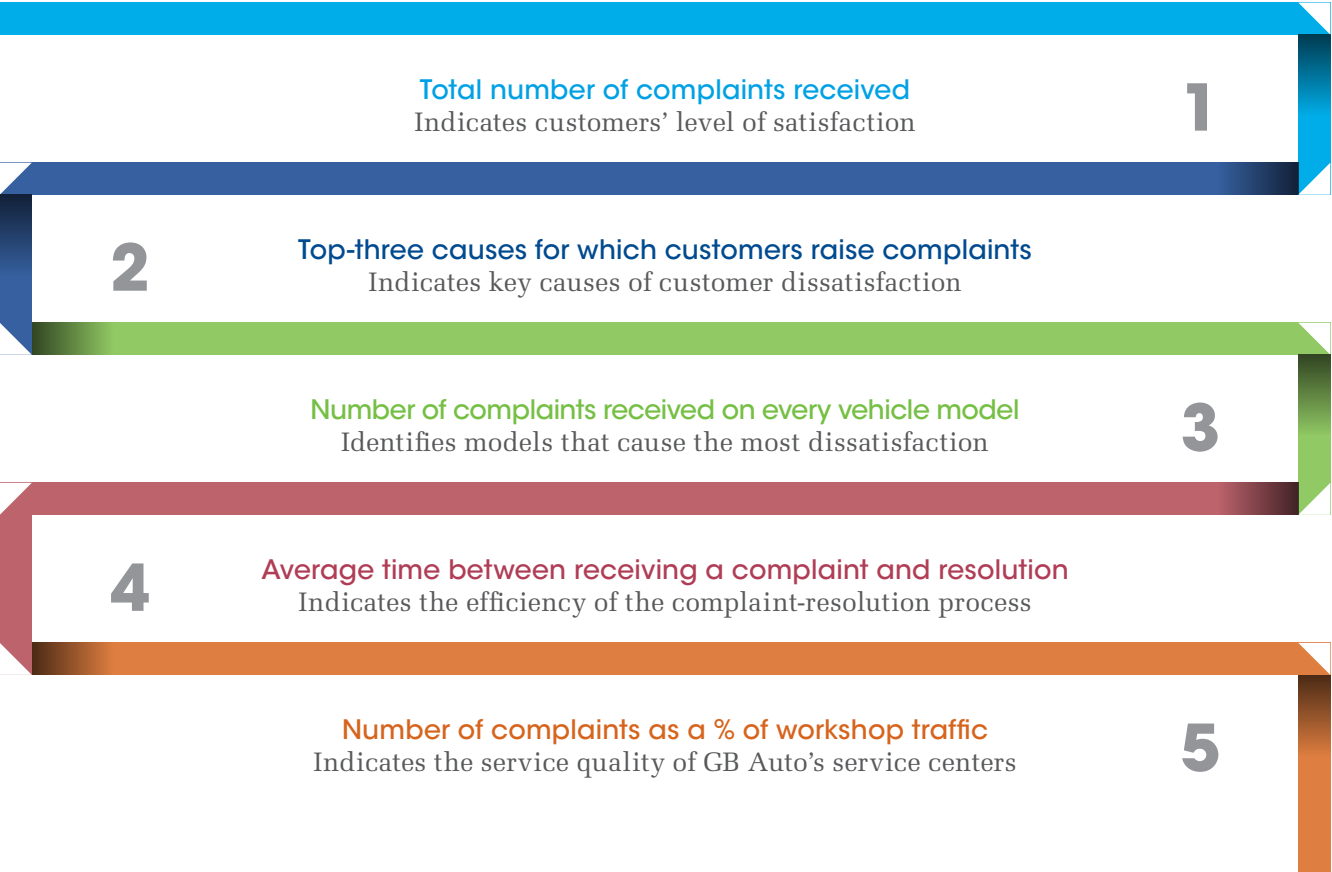 Total number of complaints received
Indicates customers’ level of satisfaction
1
2
Top-three causes for which customers raise complaints
Indicates key causes of customer dissatisfaction
Number of complaints received on every vehicle model
Identifies models that cause the most dissatisfaction
3
4
Average time between receiving a complaint and resolution
Indicates the efficiency of the complaint-resolution process
Number of complaints as a % of workshop traffic
Indicates the service quality of GB Auto’s service centers
5